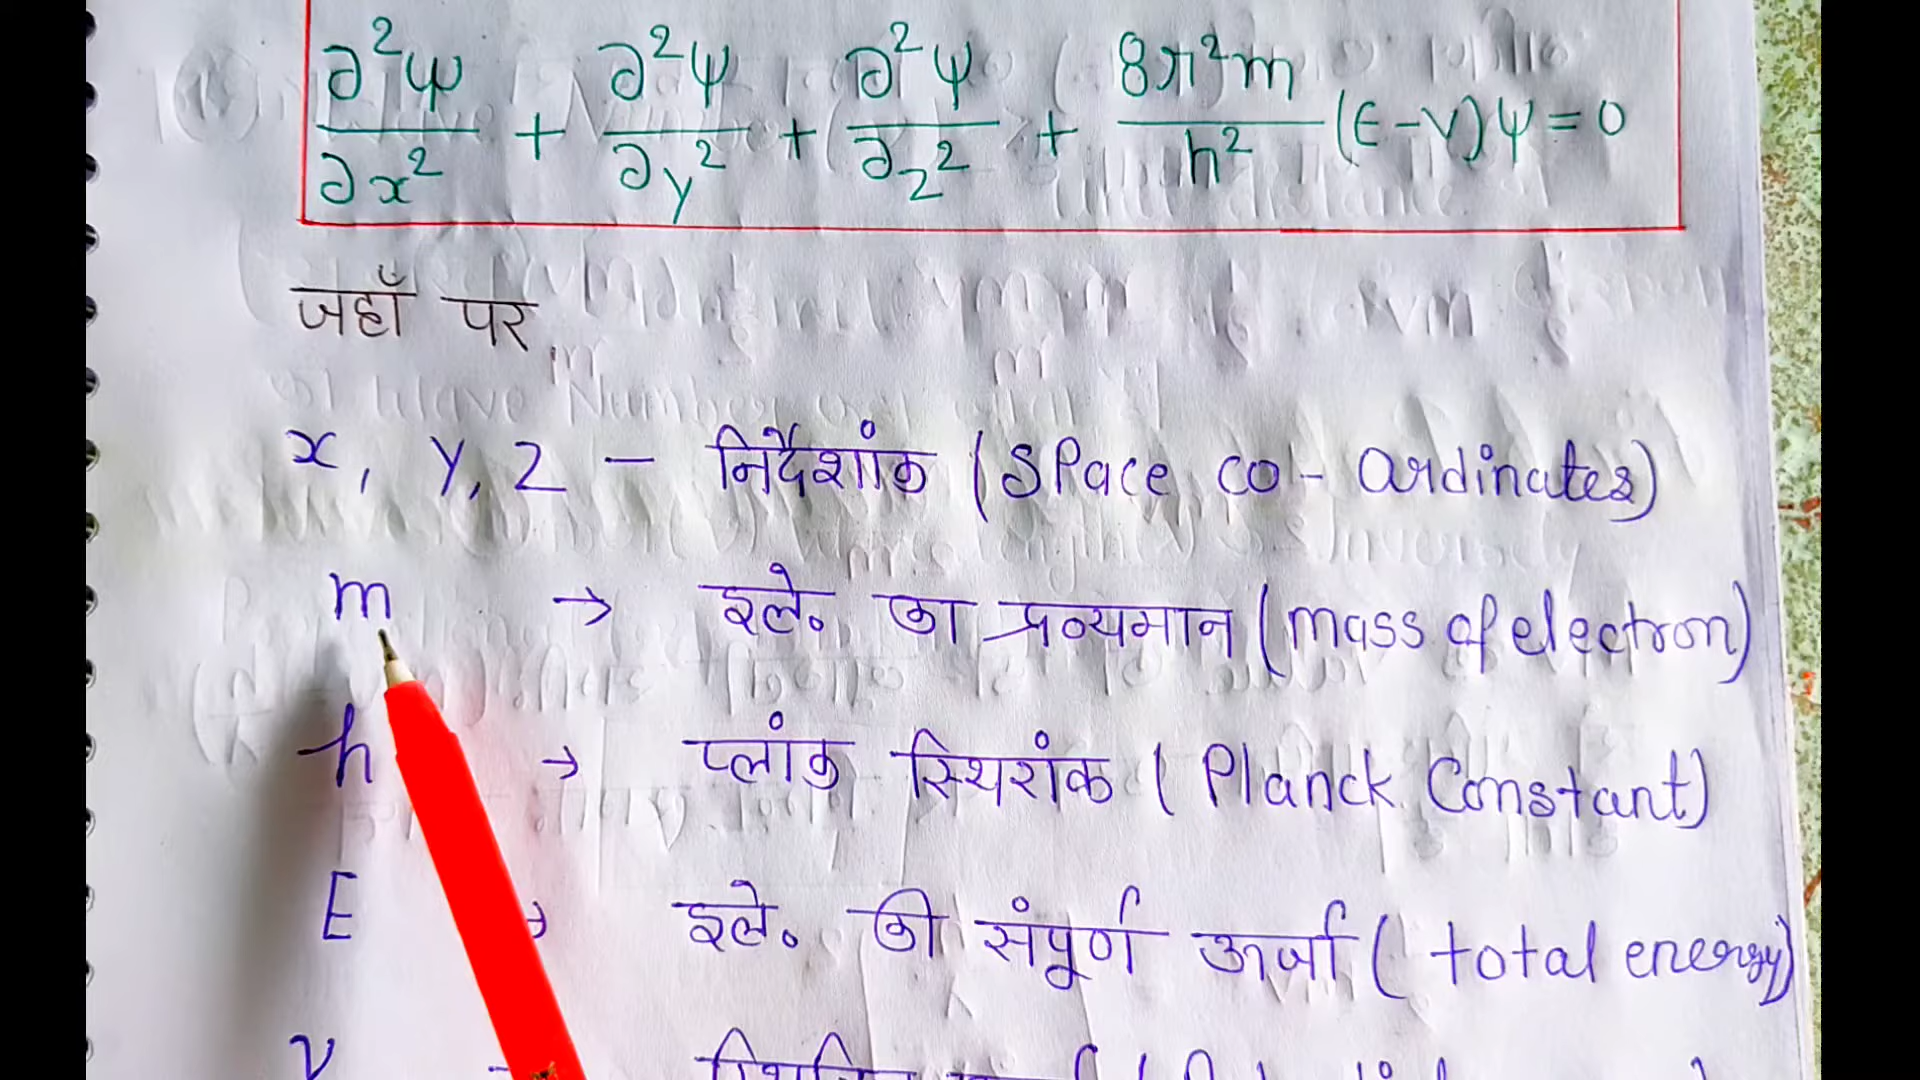 ∂²ψ/∂x² + ∂²ψ/∂y² + ∂²ψ/∂z² + 8π²m/h² (E-V)ψ = 0
जहाँ पर
x, y, z - निर्देशांक (Space co-ordinates)
m → इले॰ का द्रव्यमान (mass of electron)
h → प्लांक स्थिरांक (Planck Constant)
E → इले॰ की संपूर्ण ऊर्जा (total energy)
V